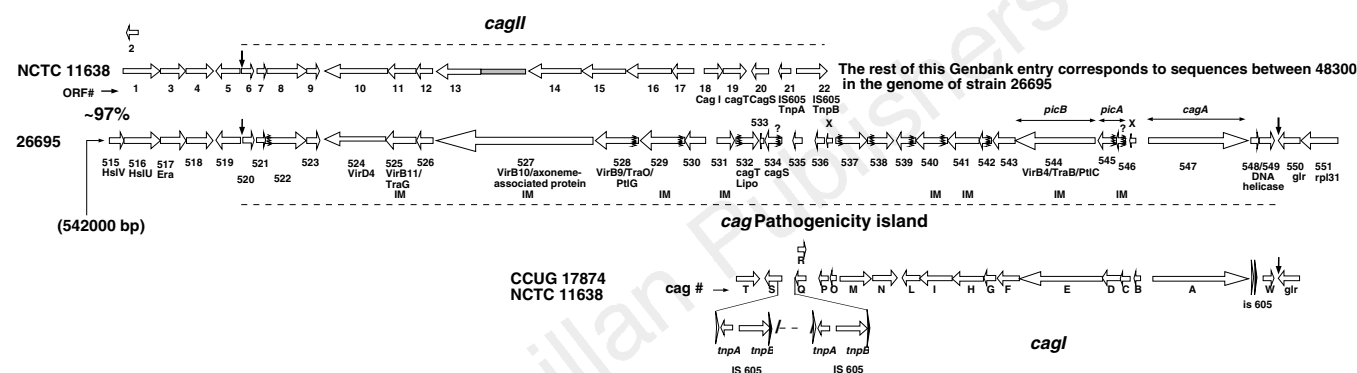 cagII
2
NCTC 11638
ORF# →
1 3 4 5 6 7 8 9 10 11 12 13 14 15 16 17 18 19 20 21 22
Cag I cagT CagS IS605 IS605
TnpA TnpB
The rest of this Genbank entry corresponds to sequences between 48300
in the genome of strain 26695
~97%
533 ? X picB picA ? X cagA
26695
515 516 517 518 519 520 521 522 523 524 525 526 527 528 529 530 531 532 534 535 536 537 538 539 540 541 542 543 544 545 546 547 548/549 550 551
HslV HslU Era VirD4 VirB11/ VirB10/axoneme- VirB9/TraO/ cagT cagS VirB4/TraB/PtlC DNA glr rpl31
TraG associated protein PtlG Lipo helicase
IM IM IM IM IM IM IM IM
(542000 bp)
cag Pathogenicity island
R
CCUG 17874
NCTC 11638
cag # →
T S Q P O M N L I H G F E D C B A is 605 W glr
/ – – /
tnpA tnpB tnpA tnpB
IS 605 IS 605
cagI
illan Publishers